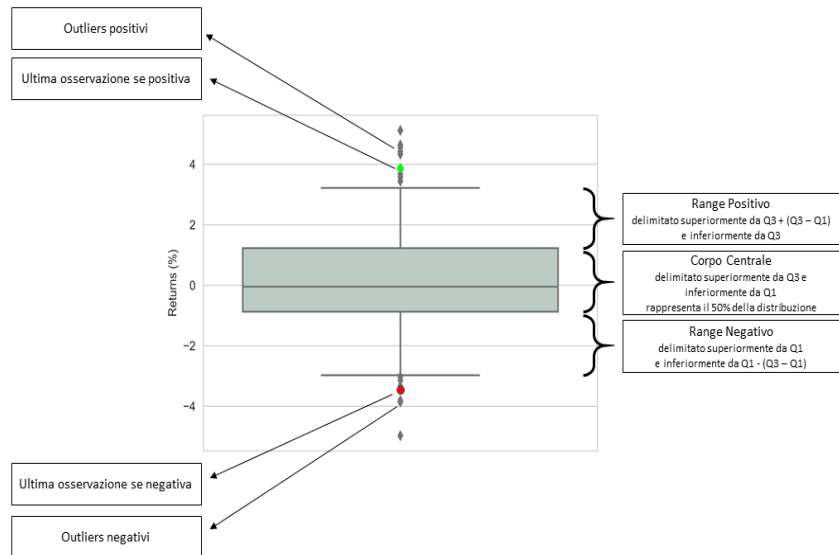 Outliers positivi
Ultima osservazione se positiva
Returns (%)
4
2
0
−2
−4
Range Positivo
delimitato superiormente da Q3 + (Q3 – Q1)
e inferiormente da Q3
Corpo Centrale
delimitato superiormente da Q3 e
inferiormente da Q1
rappresenta il 50% della distribuzione
Range Negativo
delimitato superiormente da Q1
e inferiormente da Q1 - (Q3 – Q1)
Ultima osservazione se negativa
Outliers negativi